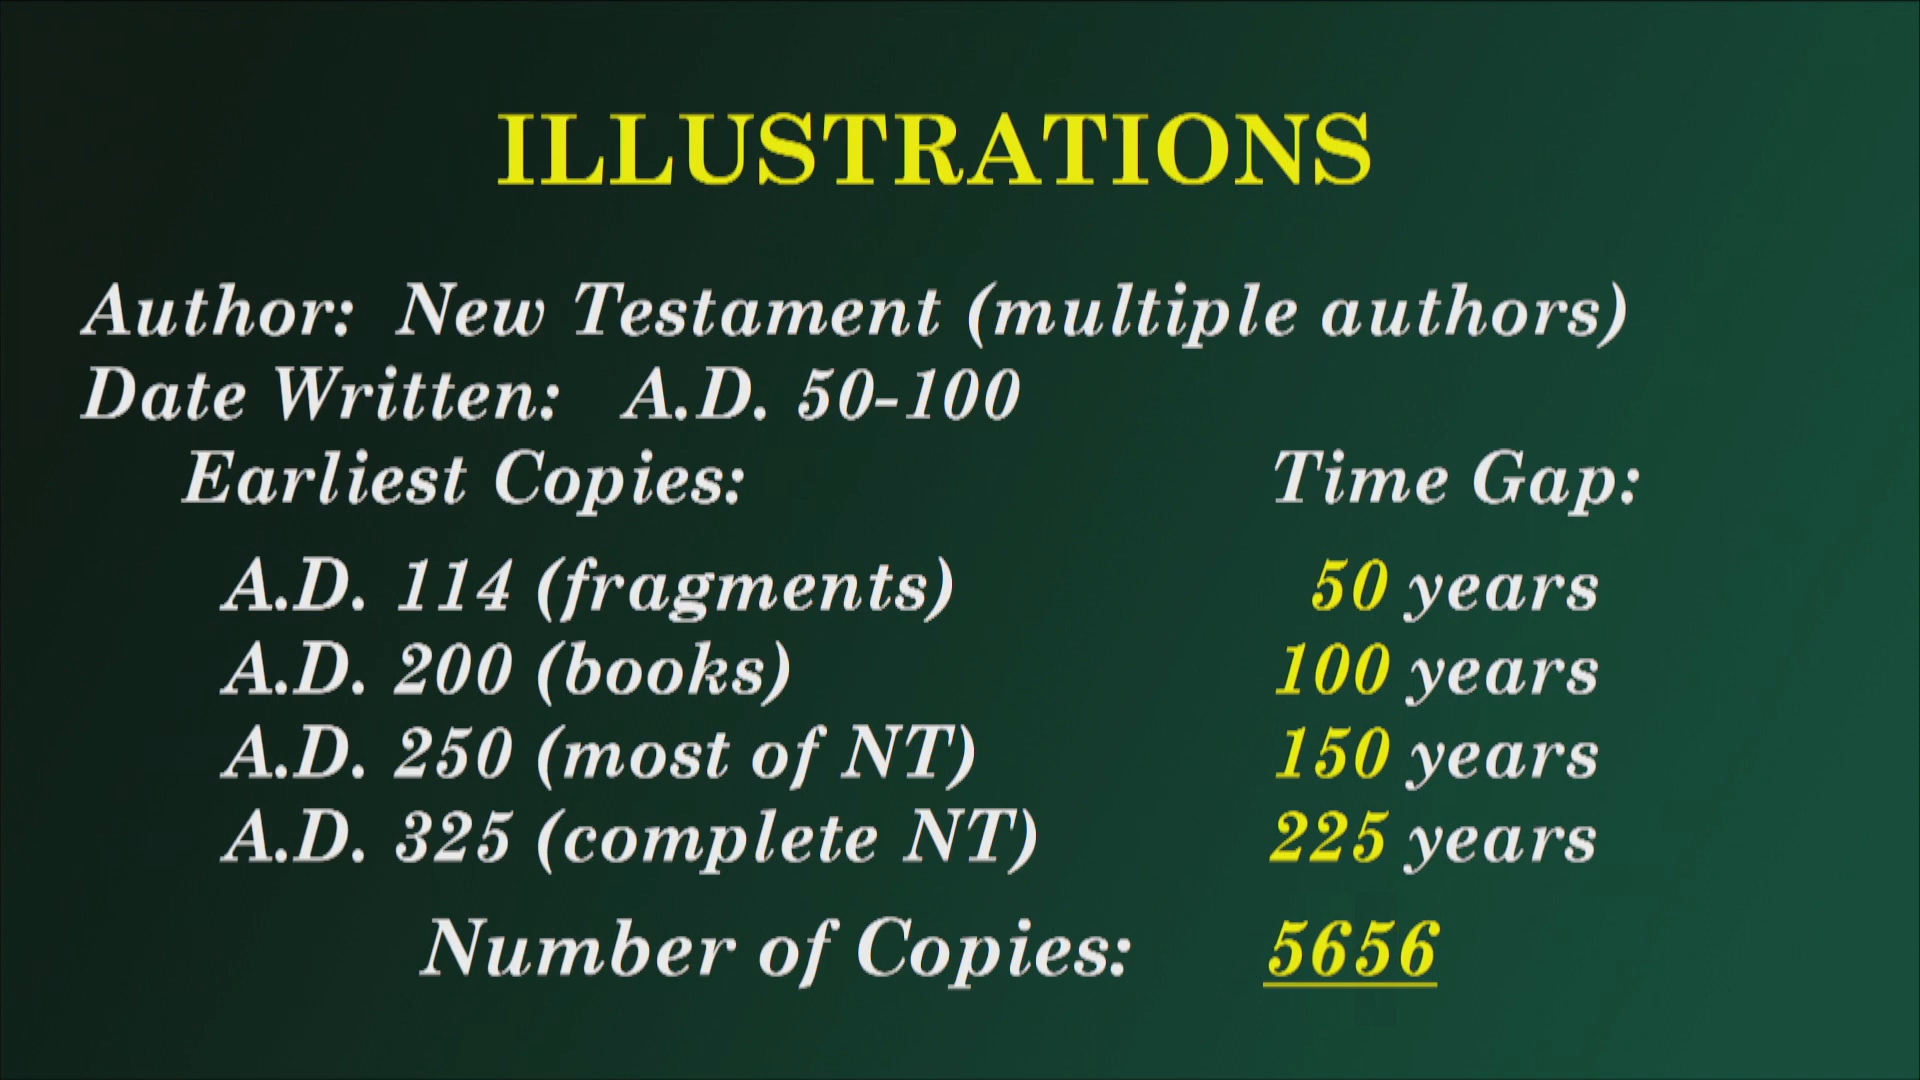 ILLUSTRATIONS
Author: New Testament (multiple authors)
Date Written: A.D. 50-100
Earliest Copies: Time Gap:
A.D. 114 (fragments) 50 years
A.D. 200 (books) 100 years
A.D. 250 (most of NT) 150 years
A.D. 325 (complete NT) 225 years
Number of Copies: 5656